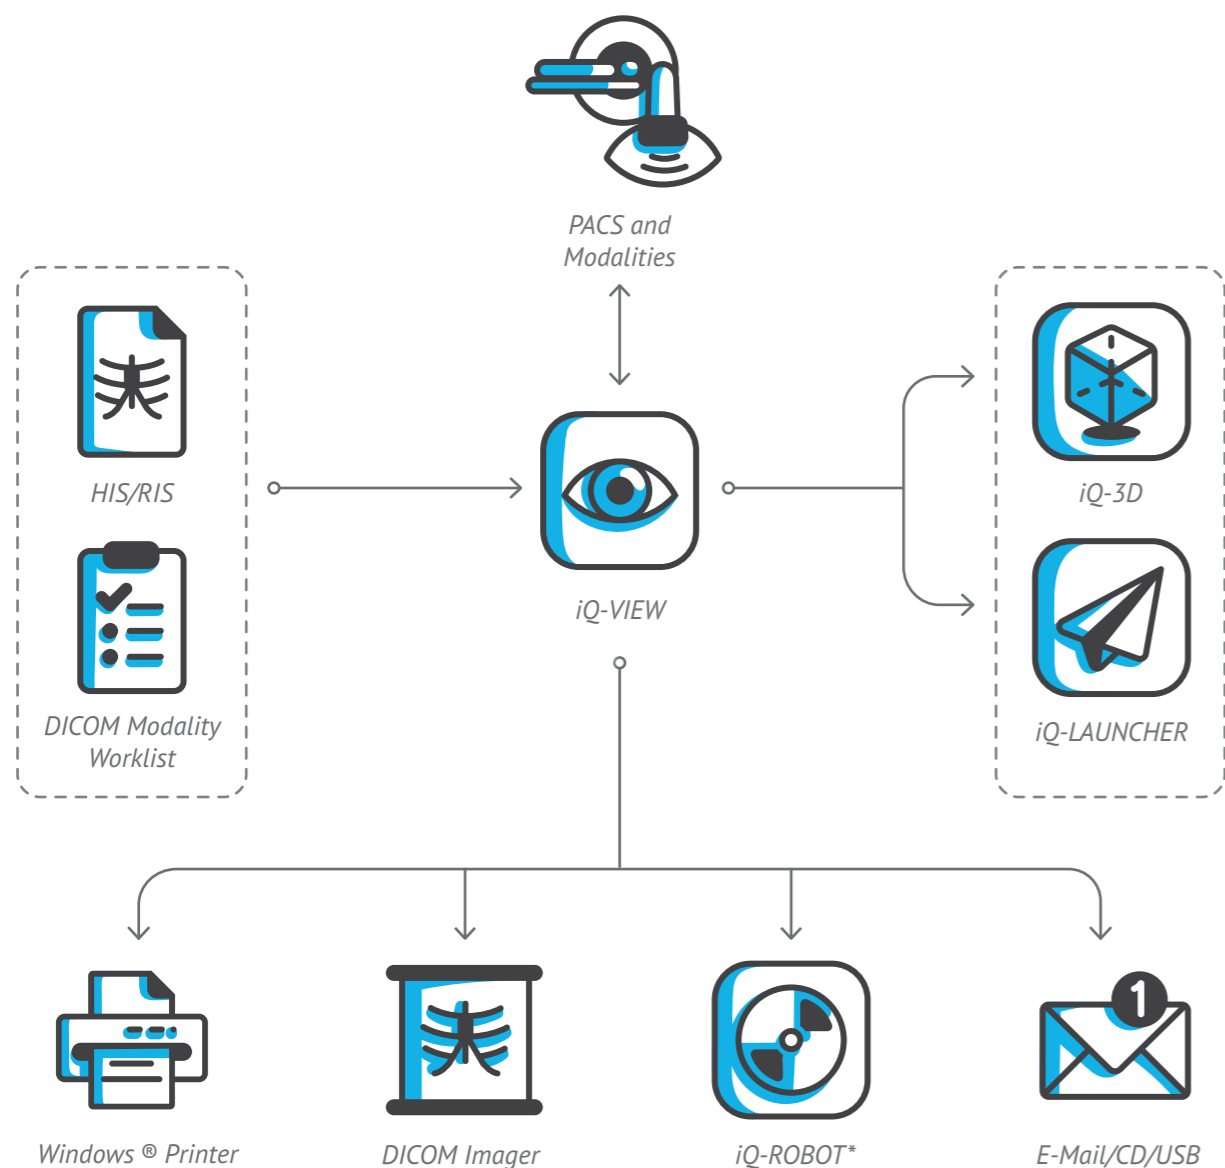 PACS and
Modalities
HIS/RIS
iQ-3D
iQ-VIEW
DICOM Modality
Worklist
iQ-LAUNCHER
1
Windows ® Printer
DICOM Imager
iQ-ROBOT*
E-Mail/CD/USB